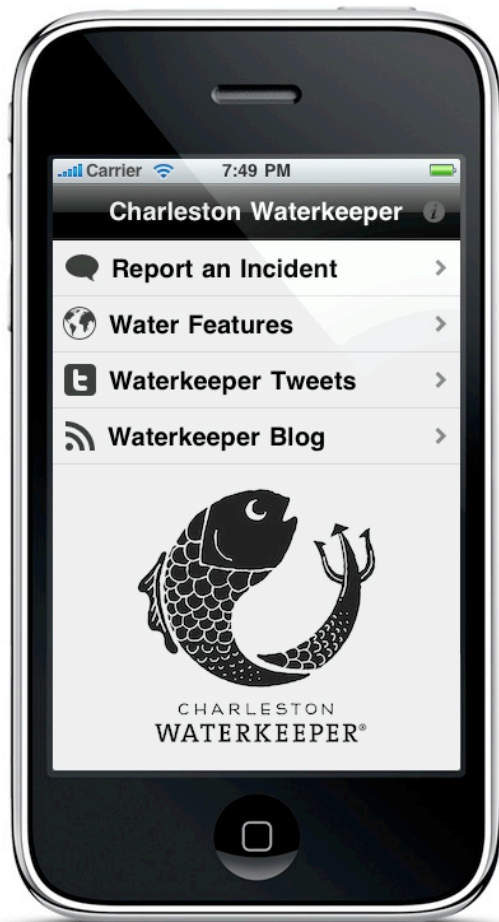 Carrier 7:49 PM
Charleston Waterkeeper
Report an Incident
Water Features
Waterkeeper Tweets
Waterkeeper Blog
CHARLESTON
WATERKEEPER®